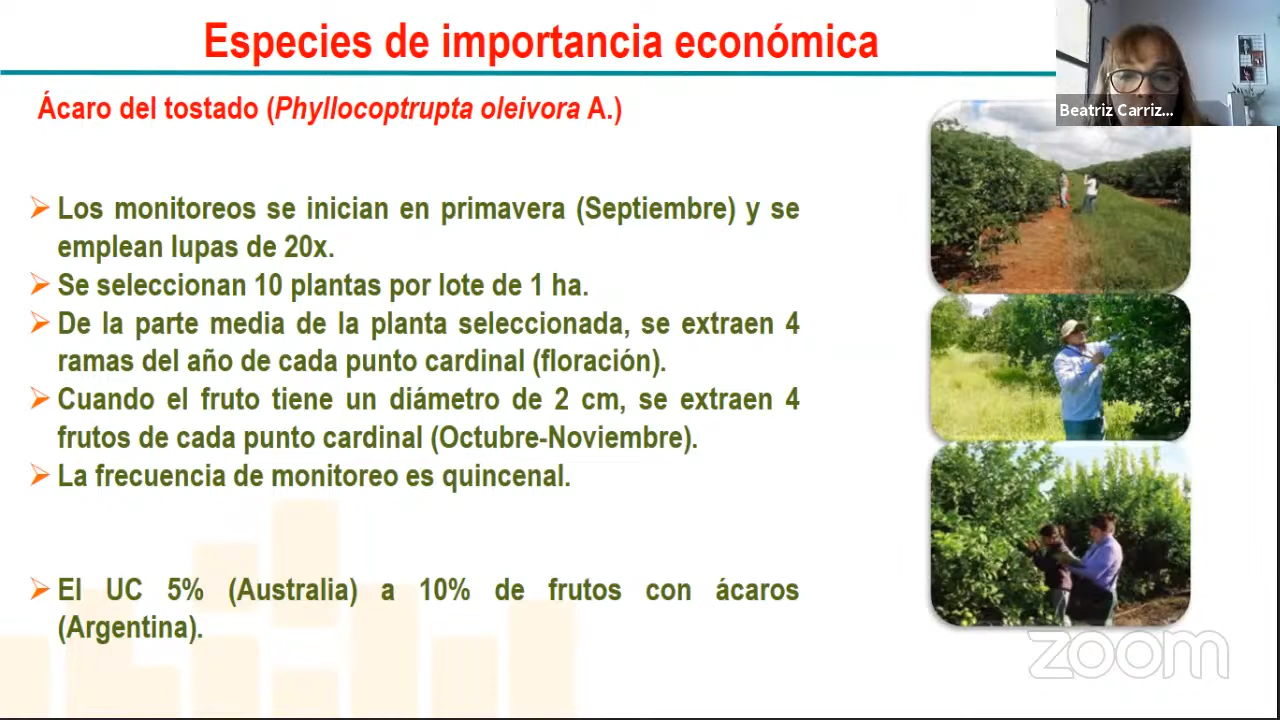 Especies de importancia económica
Beatriz Carriz...
Ácaro del tostado (Phyllocoptrupta oleivora A.)
Los monitoreos se inician en primavera (Septiembre) y se
emplean lupas de 20x.
Se seleccionan 10 plantas por lote de 1 ha.
De la parte media de la planta seleccionada, se extraen 4
ramas del año de cada punto cardinal (floración).
Cuando el fruto tiene un diámetro de 2 cm, se extraen 4
frutos de cada punto cardinal (Octubre-Noviembre).
La frecuencia de monitoreo es quincenal.
El UC 5% (Australia) a 10% de frutos con ácaros
(Argentina).
zoom